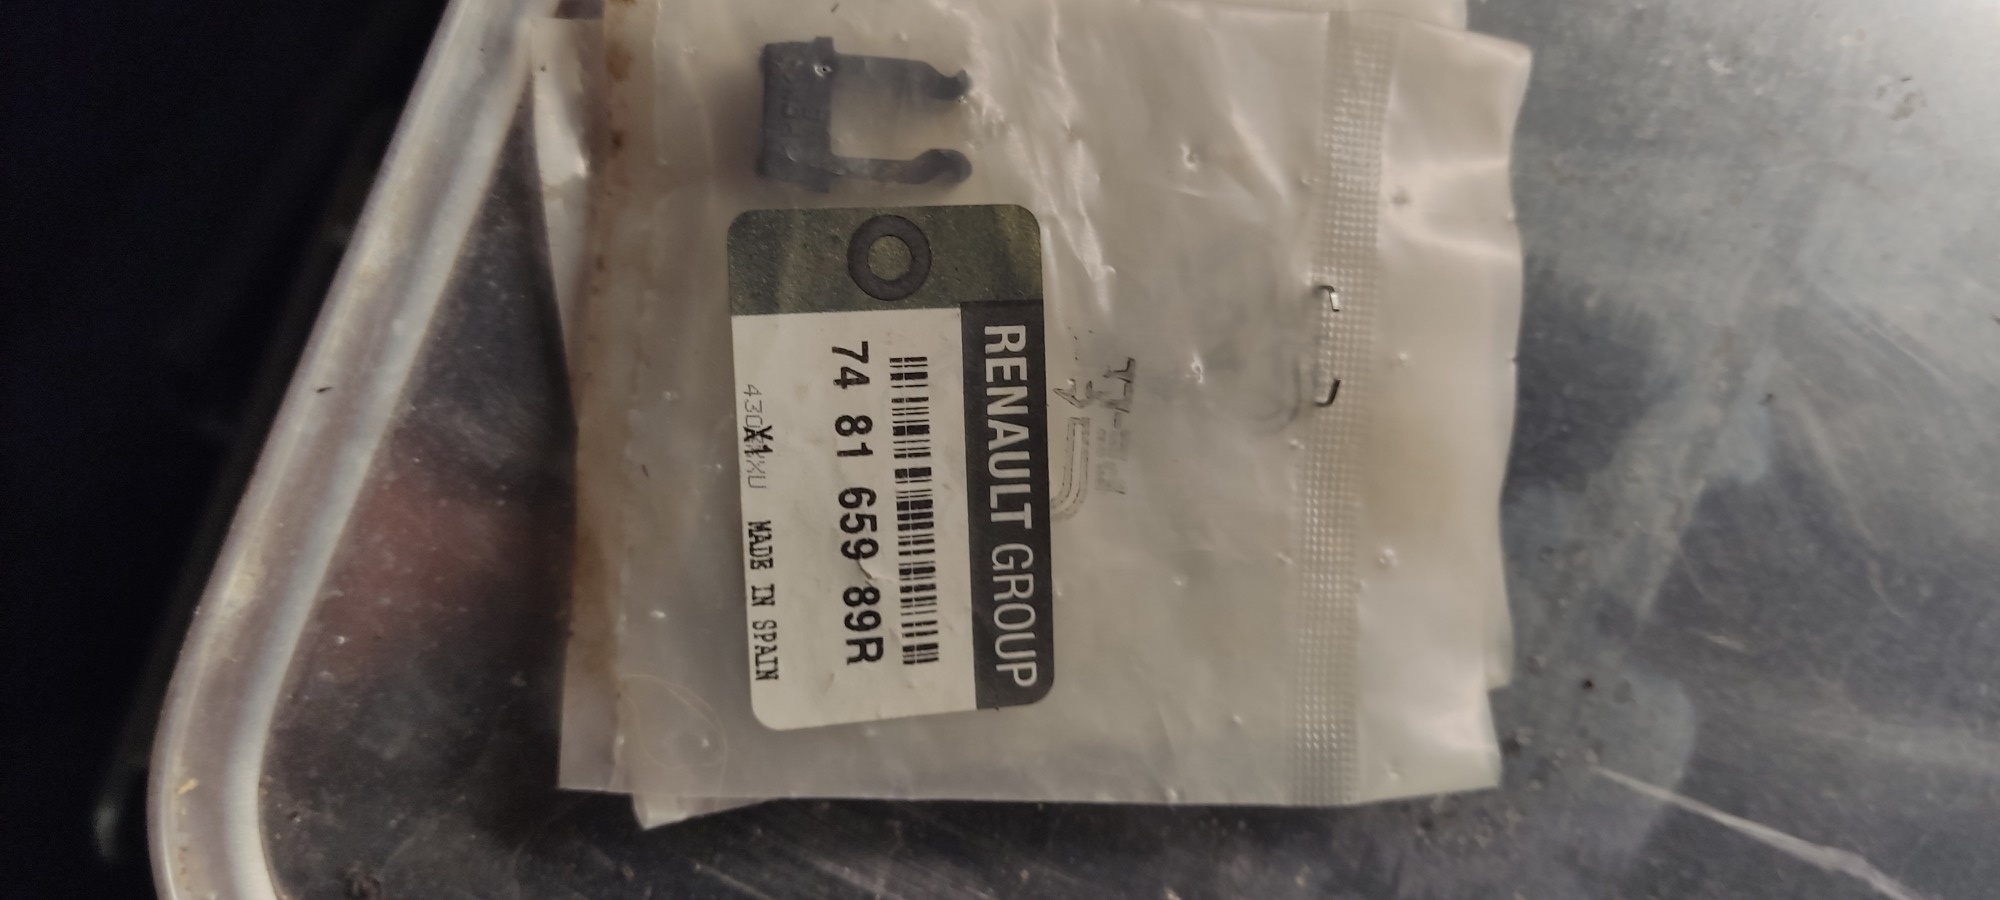 RENAULT GROUP
74 81 659 89R
X1 MADE IN SPAIN